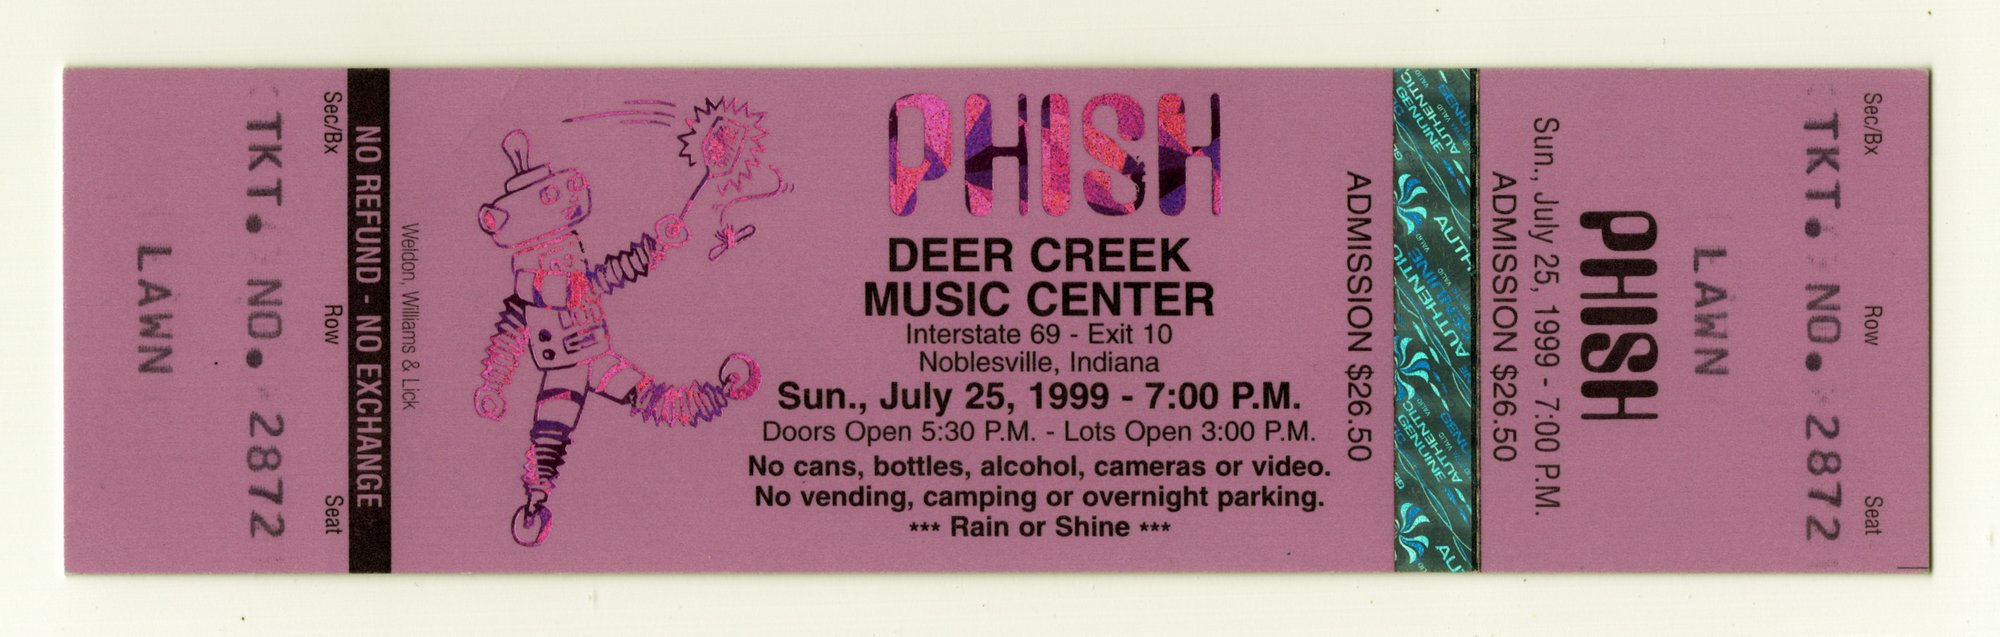 Sec/Bx Row Seat
TKT. NO. 2872
LAWN
NO REFUND - NO EXCHANGE
Weldon, Williams & Lick
PHISH
DEER CREEK
MUSIC CENTER
Interstate 69 - Exit 10
Noblesville, Indiana
Sun., July 25, 1999 - 7:00 P.M.
Doors Open 5:30 P.M. - Lots Open 3:00 P.M.
No cans, bottles, alcohol, cameras or video.
No vending, camping or overnight parking.
*** Rain or Shine ***
ADMISSION $26.50
GENUINE
AUTHENTIC
VALID
Sec/Bx Row Seat
TKT. NO. 2872
LAWN
PHISH
Sun., July 25, 1999 - 7:00 P.M.
ADMISSION $26.50